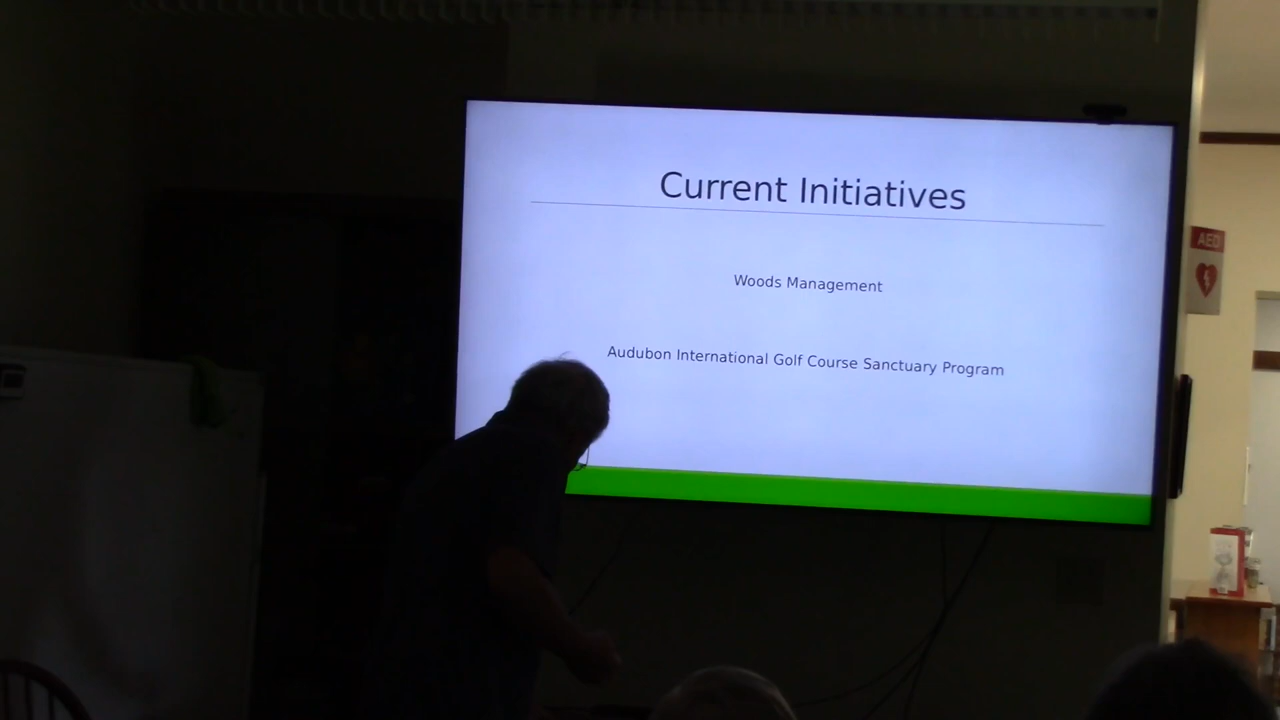 Current Initiatives
Woods Management
Audubon International Golf Course Sanctuary Program
AED